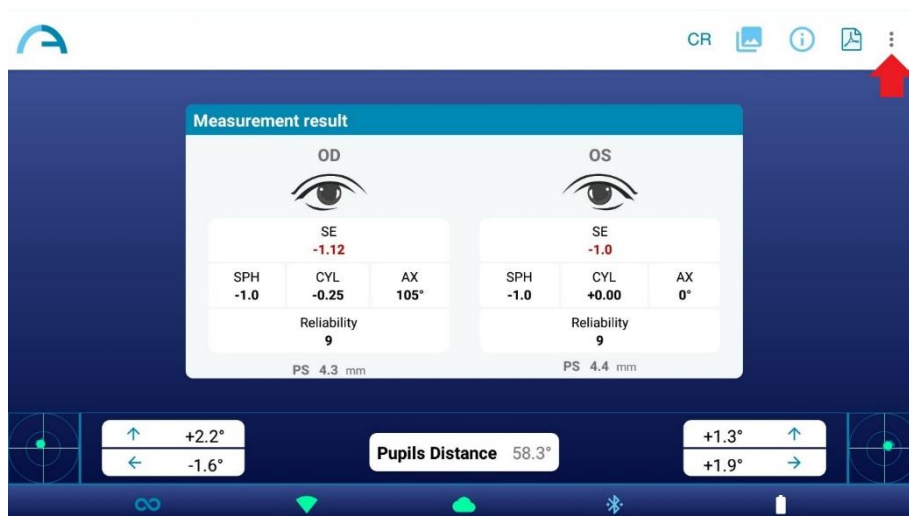 CR
Measurement result
OD
OS
SE
-1.12
SE
-1.0
SPH
-1.0
CYL
-0.25
AX
105°
SPH
-1.0
CYL
+0.00
AX
0°
Reliability
9
Reliability
9
PS 4.3 mm
PS 4.4 mm
+2.2°
-1.6°
Pupils Distance 58.3°
+1.3°
+1.9°